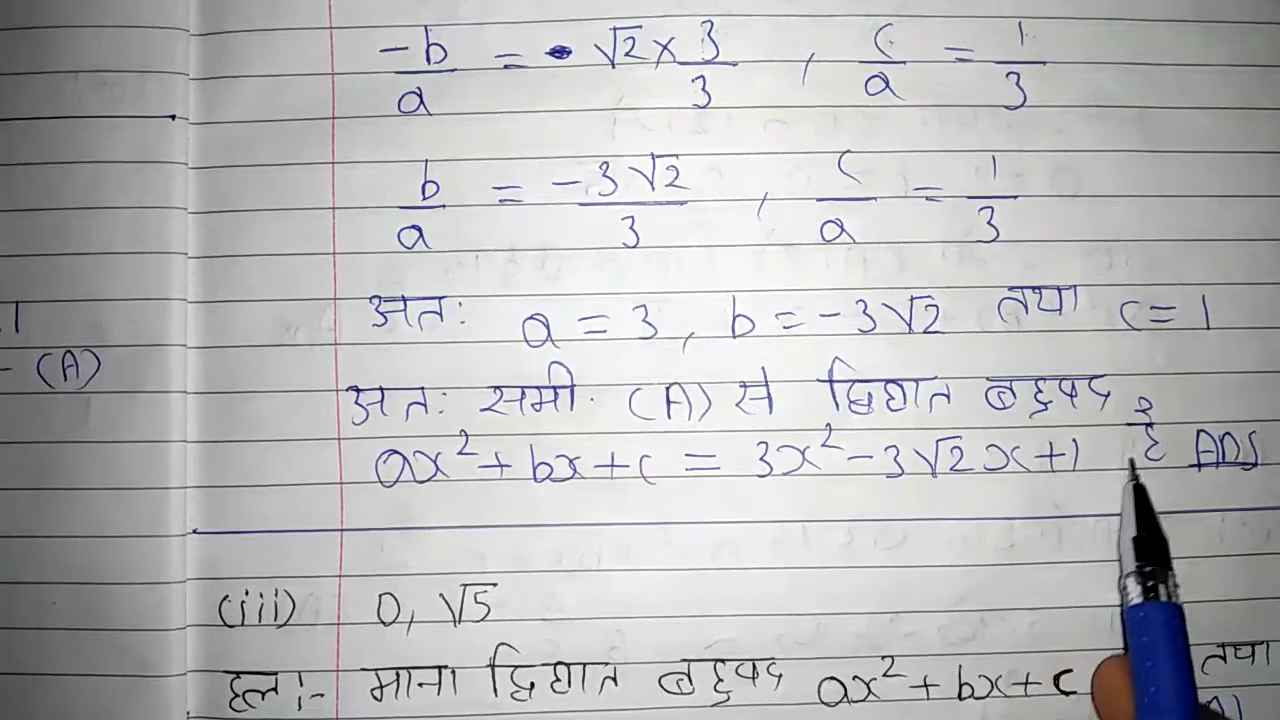 -b/a = √2 × 3/3 , c/a = 1/3
b/a = -3√2/3 , c/a = 1/3
अतः a = 3, b = -3√2 तथा c = 1
- (A)
अतः समी. (A) से द्विघात बहुपद
ax² + bx + c = 3x² - 3√2x + 1 है Ans
(iii) 0, √5
हल:- माना द्विघात बहुपद ax² + bx + c तथा